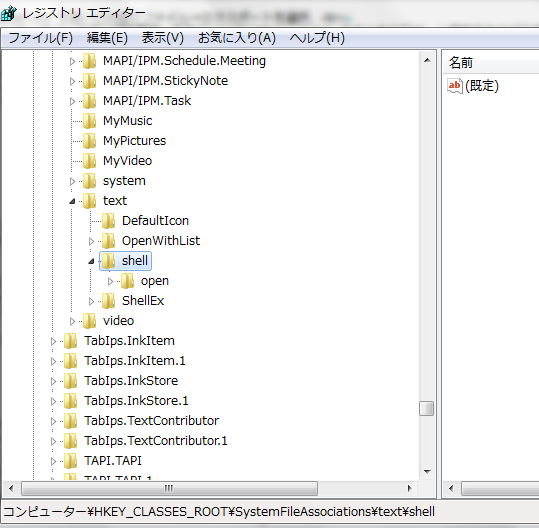 レジストリ エディター
ファイル(F) 編集(E) 表示(V) お気に入り(A) ヘルプ(H)
MAPI/IPM.Schedule.Meeting
MAPI/IPM.StickyNote
MAPI/IPM.Task
MyMusic
MyPictures
MyVideo
system
text
DefaultIcon
OpenWithList
shell
open
ShellEx
video
TabIps.InkItem
TabIps.InkItem.1
TabIps.InkStore
TabIps.InkStore.1
TabIps.TextContributor
TabIps.TextContributor.1
TAPI.TAPI
TAPI.TAPI.1
名前
ab (既定)
コンピューター¥HKEY_CLASSES_ROOT¥SystemFileAssociations¥text¥shell